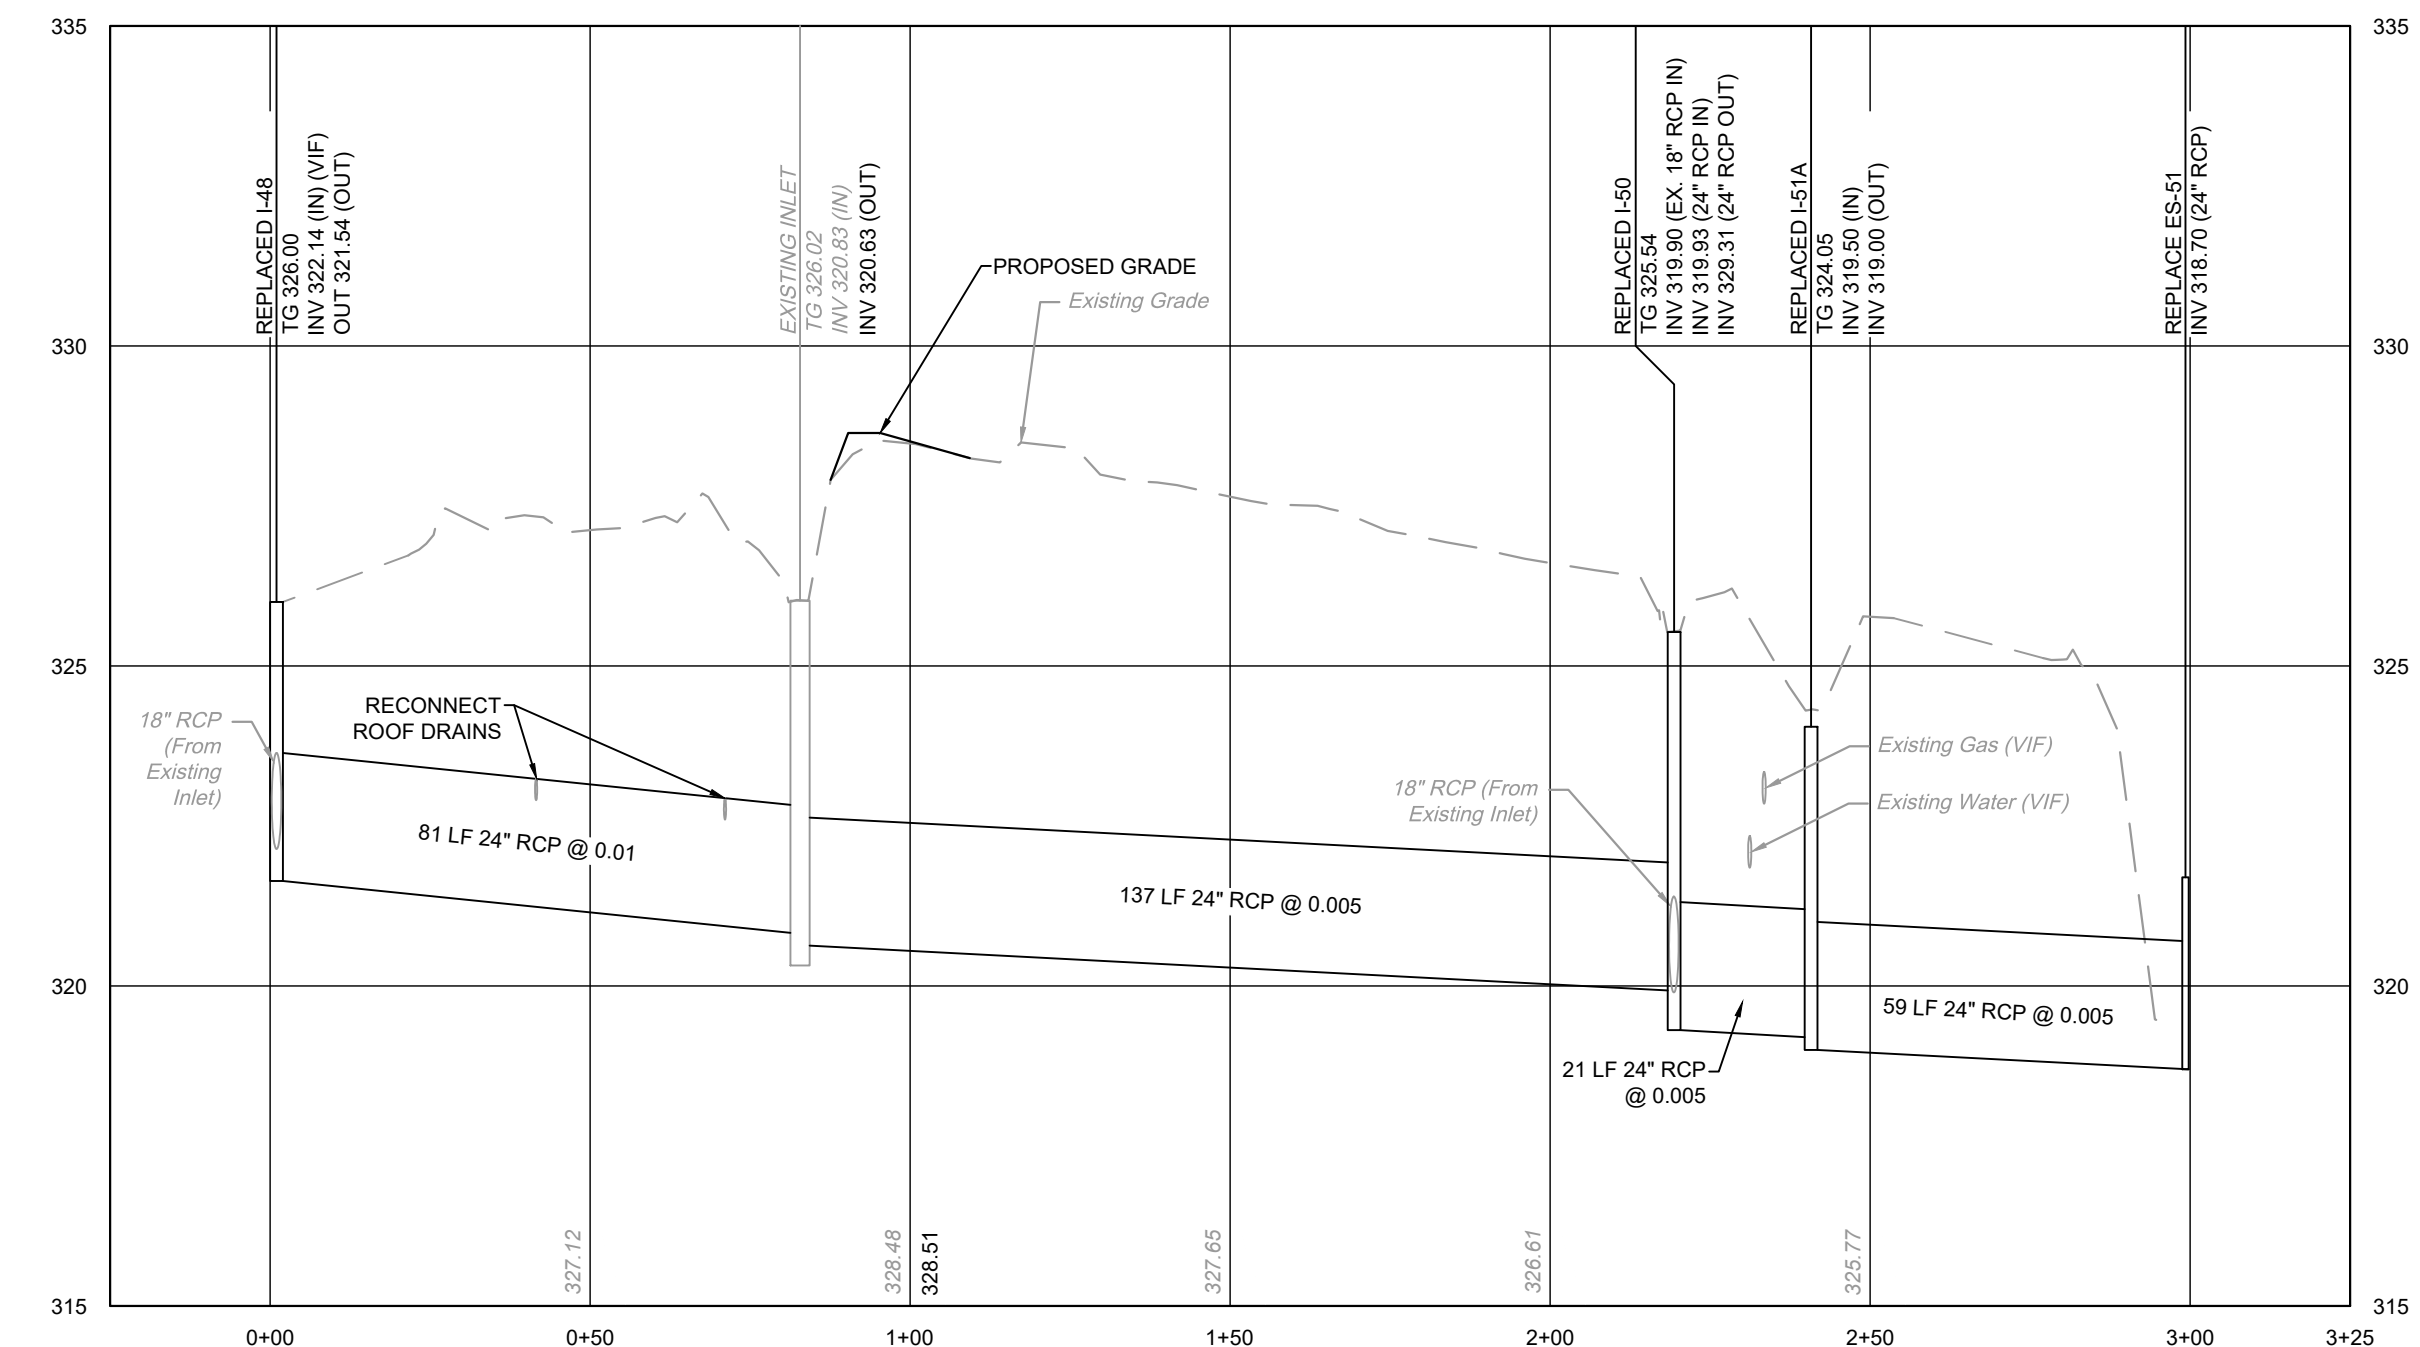 335
335
REPLACED I-48
TG 326.00
INV 322.14 (IN) (VIF)
OUT 321.54 (OUT)
EXISTING INLET
TG 326.02
INV 320.83 (IN)
INV 320.63 (OUT)
PROPOSED GRADE
Existing Grade
REPLACED I-50
TG 325.54
INV 319.90 (EX. 18" RCP IN)
INV 319.93 (24" RCP IN)
INV 329.31 (24" RCP OUT)
REPLACED I-51A
TG 324.05
INV 319.50 (IN)
INV 319.00 (OUT)
REPLACE ES-51
INV 318.70 (24" RCP)
330
330
325
325
18" RCP
(From
Existing
Inlet)
RECONNECT
ROOF DRAINS
81 LF 24" RCP @ 0.01
137 LF 24" RCP @ 0.005
18" RCP (From
Existing Inlet)
Existing Gas (VIF)
Existing Water (VIF)
320
320
21 LF 24" RCP
@ 0.005
59 LF 24" RCP @ 0.005
327.12
328.48
328.51
327.65
326.61
325.77
315
315
0+00
0+50
1+00
1+50
2+00
2+50
3+00
3+25